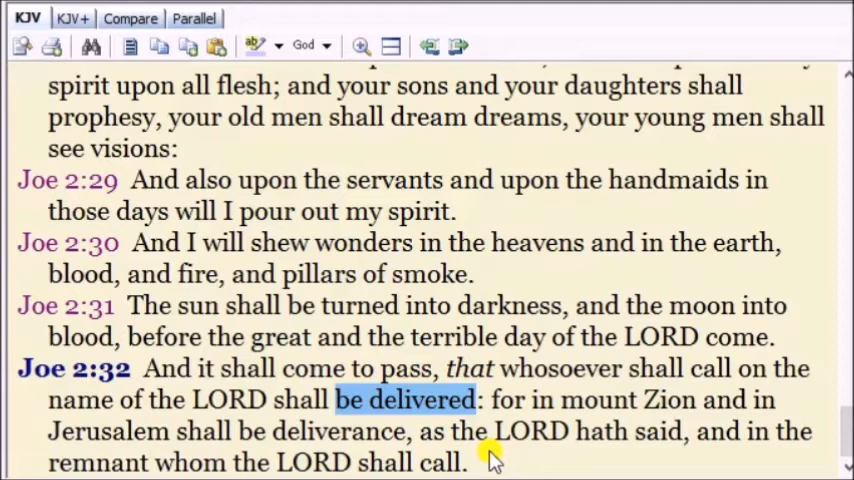 KJV KJV+ Compare Parallel
ab God
spirit upon all flesh; and your sons and your daughters shall
prophesy, your old men shall dream dreams, your young men shall
see visions:
Joe 2:29 And also upon the servants and upon the handmaids in
those days will I pour out my spirit.
Joe 2:30 And I will shew wonders in the heavens and in the earth,
blood, and fire, and pillars of smoke.
Joe 2:31 The sun shall be turned into darkness, and the moon into
blood, before the great and the terrible day of the LORD come.
Joe 2:32 And it shall come to pass, that whosoever shall call on the
name of the LORD shall be delivered: for in mount Zion and in
Jerusalem shall be deliverance, as the LORD hath said, and in the
remnant whom the LORD shall call.